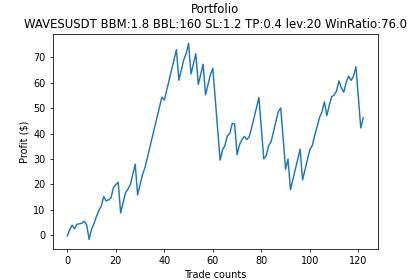 Portfolio
WAVESUSDT BBM:1.8 BBL:160 SL:1.2 TP:0.4 lev:20 WinRatio:76.0
Profit ($)
70
60
50
40
30
20
10
0
0 20 40 60 80 100 120
Trade counts